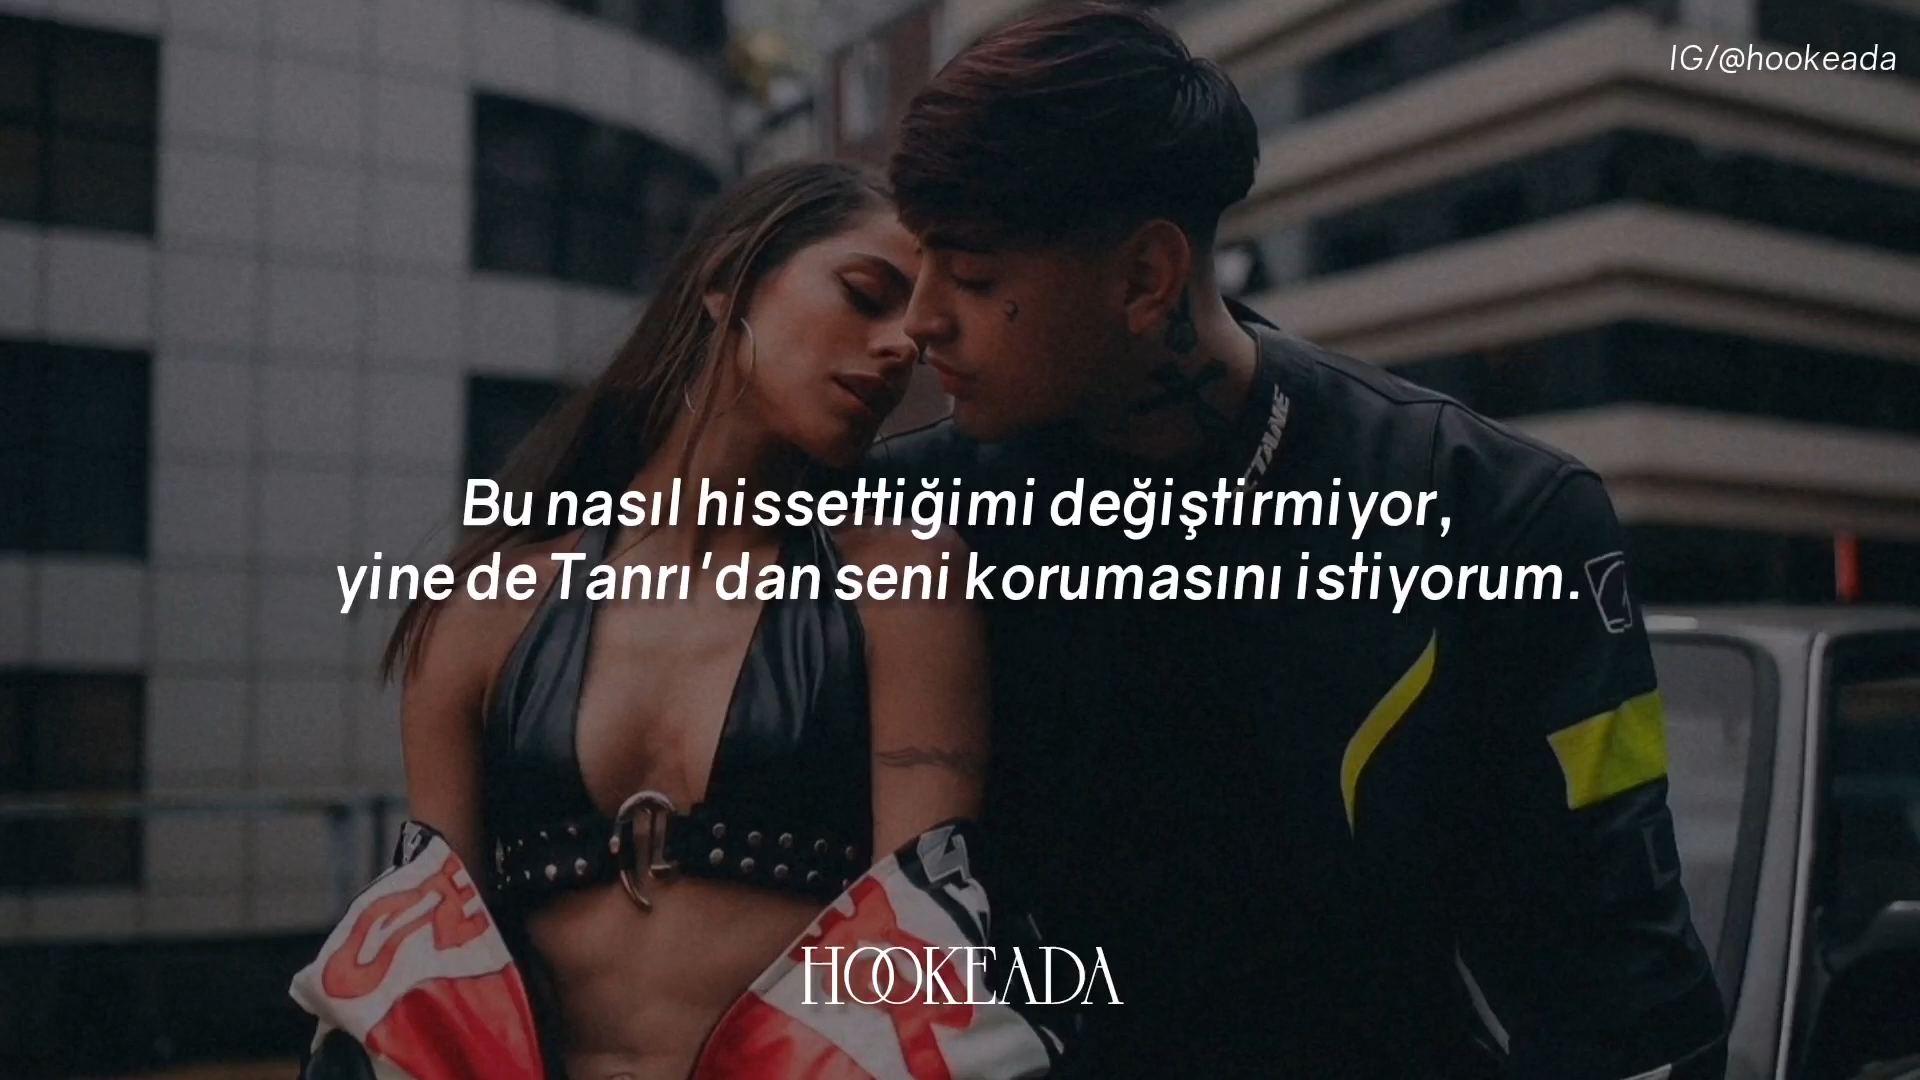 IG/@hookeada
Bu nasıl hissettiğimi değiştirmiyor,
yine de Tanrı'dan seni korumasını istiyorum.
HOOKEADA